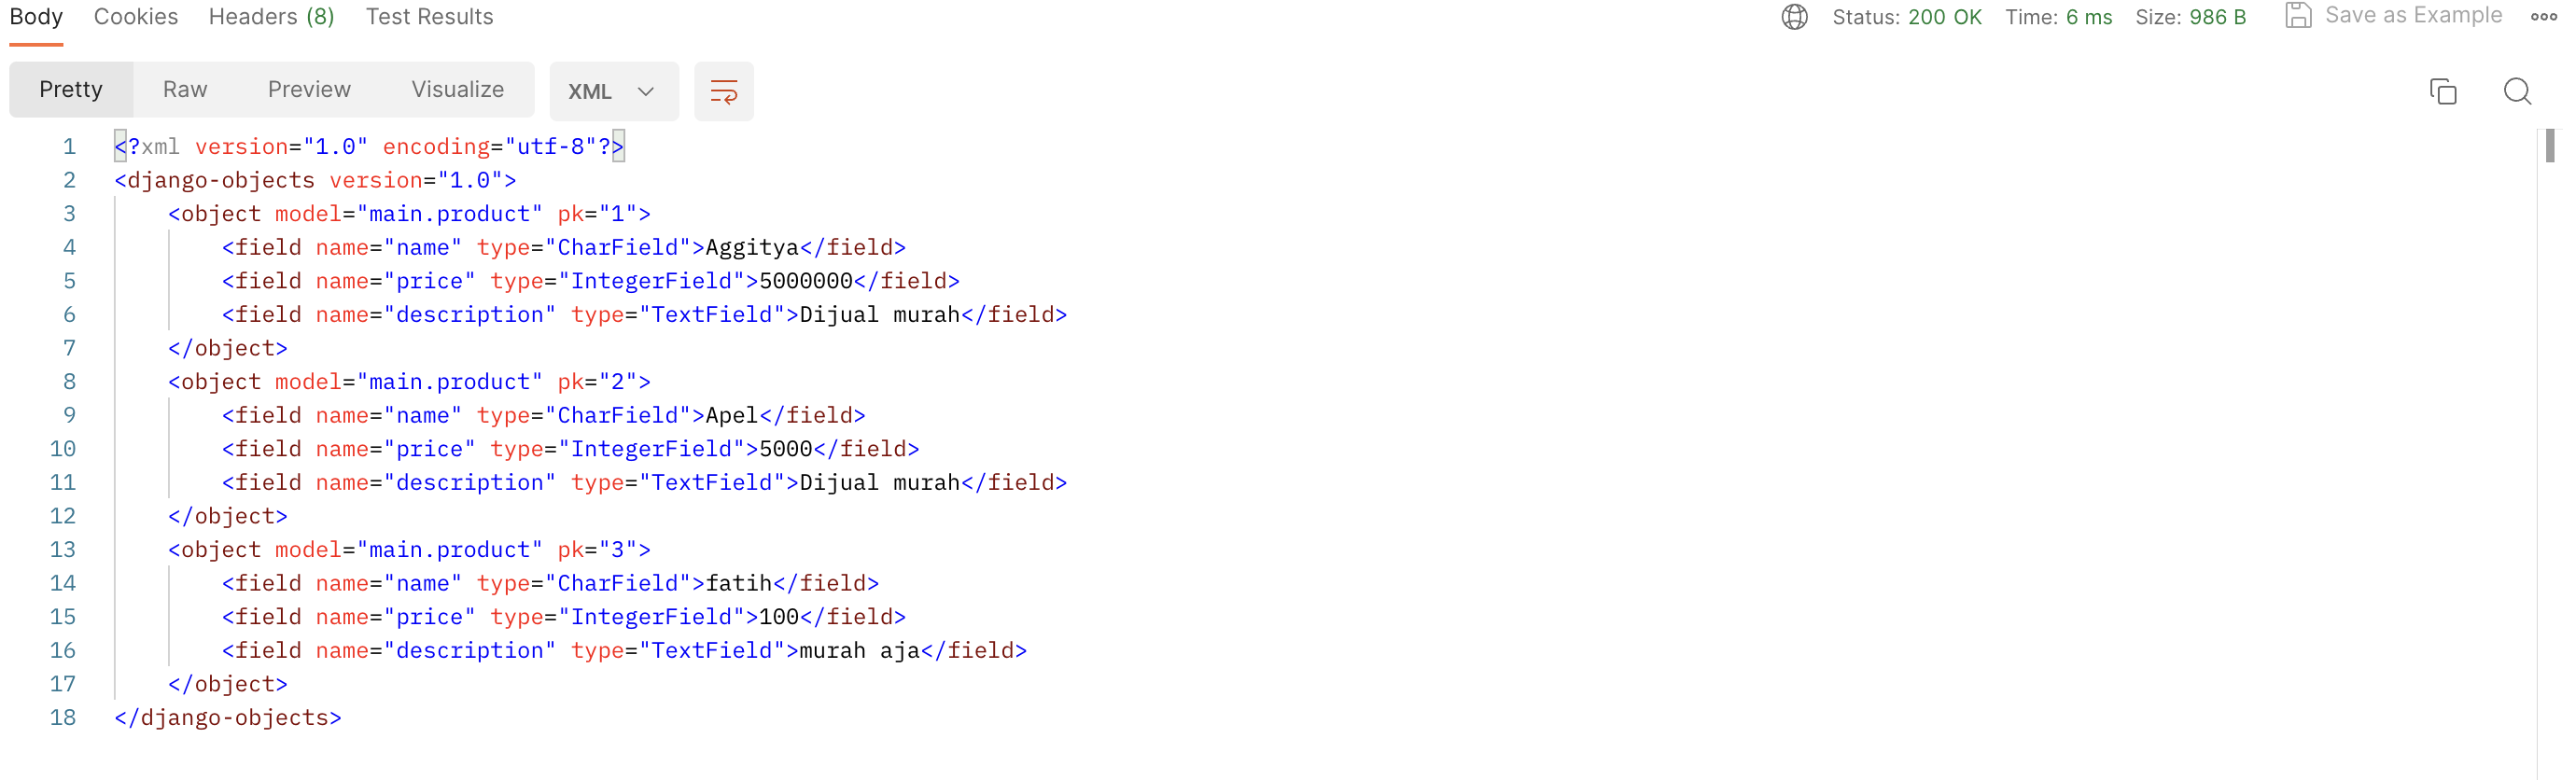 Body Cookies Headers (8) Test Results Status: 200 OK Time: 6 ms Size: 986 B Save as Example
Pretty Raw Preview Visualize XML
1 <?xml version="1.0" encoding="utf-8"?>
2 <django-objects version="1.0">
3 <object model="main.product" pk="1">
4 <field name="name" type="CharField">Aggitya</field>
5 <field name="price" type="IntegerField">5000000</field>
6 <field name="description" type="TextField">Dijual murah</field>
7 </object>
8 <object model="main.product" pk="2">
9 <field name="name" type="CharField">Apel</field>
10 <field name="price" type="IntegerField">5000</field>
11 <field name="description" type="TextField">Dijual murah</field>
12 </object>
13 <object model="main.product" pk="3">
14 <field name="name" type="CharField">fatih</field>
15 <field name="price" type="IntegerField">100</field>
16 <field name="description" type="TextField">murah aja</field>
17 </object>
18 </django-objects>